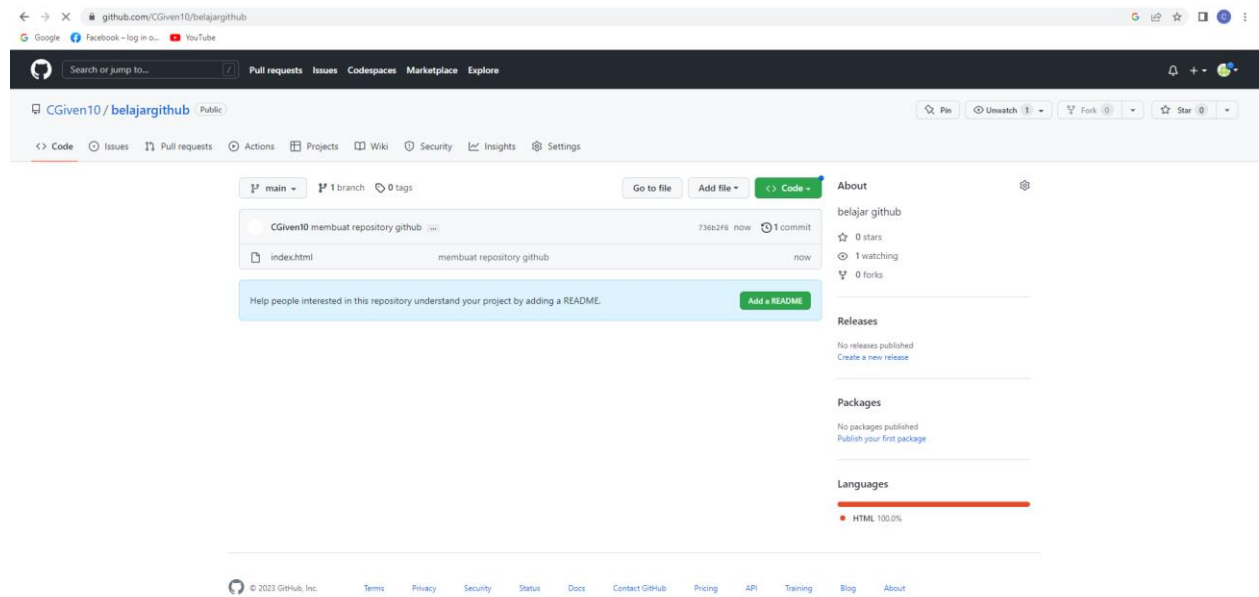 github.com/CGiven10/belajargithub
Google Facebook – log in o... YouTube
Search or jump to... / Pull requests Issues Codespaces Marketplace Explore
CGiven10 / belajargithub Public Pin Unwatch 1 Fork 0 Star 0
<> Code Issues Pull requests Actions Projects Wiki Security Insights Settings
main 1 branch 0 tags Go to file Add file <> Code
CGiven10 membuat repository github ... 736b2f6 now 1 commit
index.html membuat repository github now
Help people interested in this repository understand your project by adding a README. Add a README
About
belajar github
0 stars
1 watching
0 forks
Releases
No releases published
Create a new release
Packages
No packages published
Publish your first package
Languages
HTML 100.0%
© 2023 GitHub, Inc. Terms Privacy Security Status Docs Contact GitHub Pricing API Training Blog About